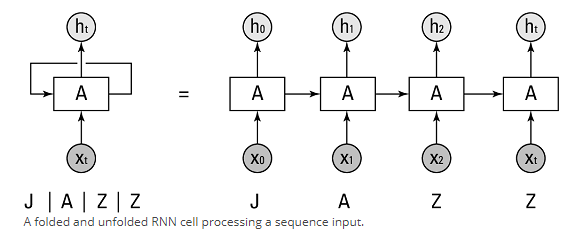 ht h0 h1 h2 ht
A = A A A A
Xt X0 X1 X2 Xt
J | A | Z | Z J A Z Z
A folded and unfolded RNN cell processing a sequence input.